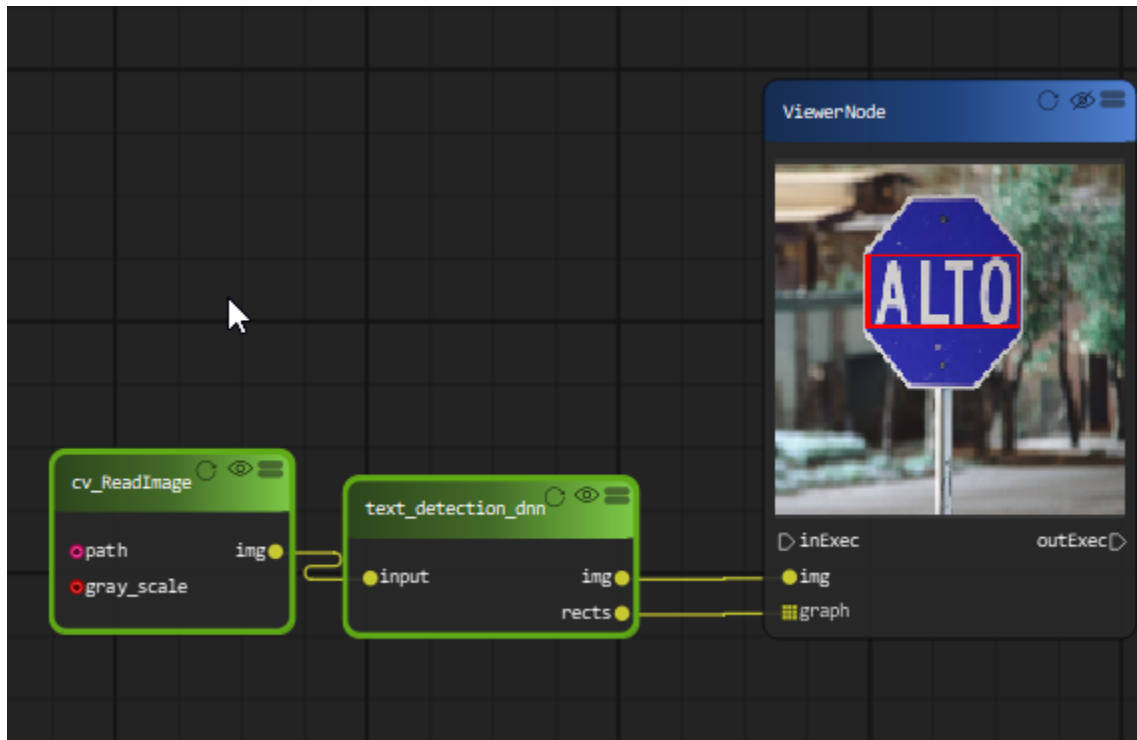 ViewerNode
ALTO
inExec
outExec
img
graph
cv_ReadImage
path
img
gray_scale
text_detection_dnn
input
img
rects